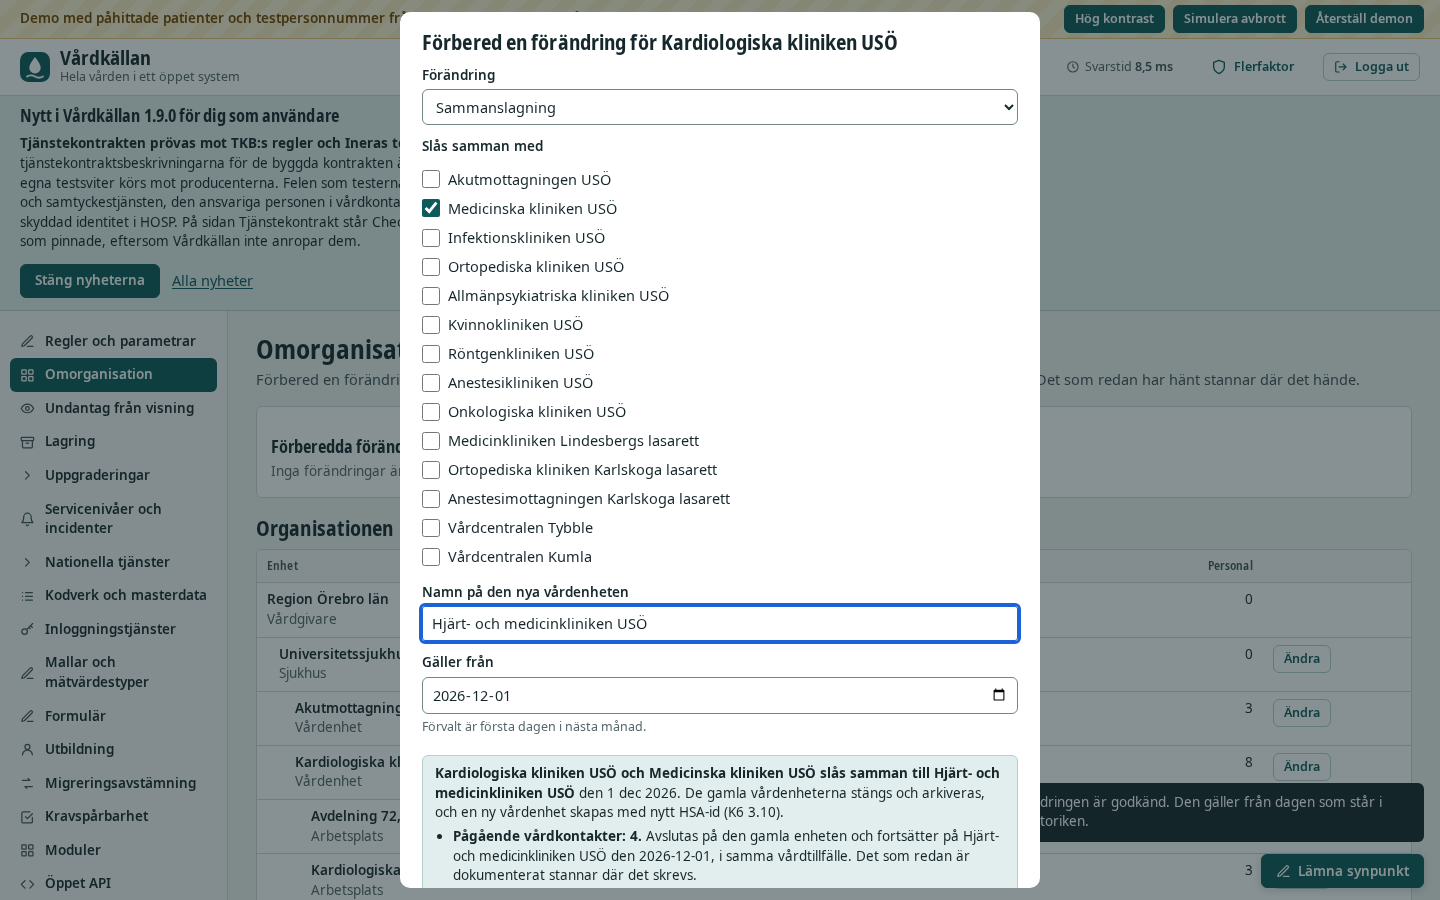 Demo med påhittade patienter och testpersonnummer
Hög kontrast
Simulera avbrott
Återställ demon
Vårdkällan
Hela vården i ett öppet system
Svarstid 8,5 ms
Flerfaktor
Logga ut
Nytt i Vårdkällan 1.9.0 för dig som användare
Tjänstekontrakten prövas mot TKB:s regler och Ineras
tjänstekontraktsbeskrivningarna för de byggda kontrakten
egna testsviter körs mot producenterna. Felen som
och samtyckestjänsten, den ansvariga personen i
skyddad identitet i HOSP. På sidan Tjänstekontrakt står
som pinnade, eftersom Vårdkällan inte anropar dem.
Stäng nyheterna
Alla nyheter
Regler och parametrar
Omorganisation
Undantag från visning
Lagring
Uppgraderingar
Servicenivåer och
incidenter
Nationella tjänster
Kodverk och masterdata
Inloggningstjänster
Mallar och
mätvärdestyper
Formulär
Utbildning
Migreringsavstämning
Kravspårbarhet
Moduler
Öppet API
Förbered en
Det som redan har hänt stannar där det hände.
Förberedda
Inga förändringar
Organisationen
Enhet
Personal
Region Örebro län
Vårdgivare
0
Sjukhus
0
Ändra
Vårdenhet
3
Ändra
Vårdenhet
8
Ändra
Avdelning 72,
Arbetsplats
Kardiologiska
Arbetsplats
3
är godkänd. Den gäller från dagen som står i
Lämna synpunkt
Förbered en förändring för Kardiologiska kliniken USÖ
Förändring
Sammanslagning
Slås samman med
Akutmottagningen USÖ
Medicinska kliniken USÖ
Infektionskliniken USÖ
Ortopediska kliniken USÖ
Allmänpsykiatriska kliniken USÖ
Kvinnokliniken USÖ
Röntgenkliniken USÖ
Anestesikliniken USÖ
Onkologiska kliniken USÖ
Medicinkliniken Lindesbergs lasarett
Ortopediska kliniken Karlskoga lasarett
Anestesimottagningen Karlskoga lasarett
Vårdcentralen Tybble
Vårdcentralen Kumla
Namn på den nya vårdenheten
Hjärt- och medicinkliniken USÖ
Gäller från
2026-12-01
Förvalt är första dagen i nästa månad.
Kardiologiska kliniken USÖ och Medicinska kliniken USÖ slås samman till Hjärt- och
medicinkliniken USÖ den 1 dec 2026. De gamla vårdenheterna stängs och arkiveras,
och en ny vårdenhet skapas med nytt HSA-id (K6 3.10).
Pågående vårdkontakter: 4. Avslutas på den gamla enheten och fortsätter på Hjärt-
och medicinkliniken USÖ den 2026-12-01, i samma vårdtillfälle. Det som redan är
dokumenterat stannar där det skrevs.